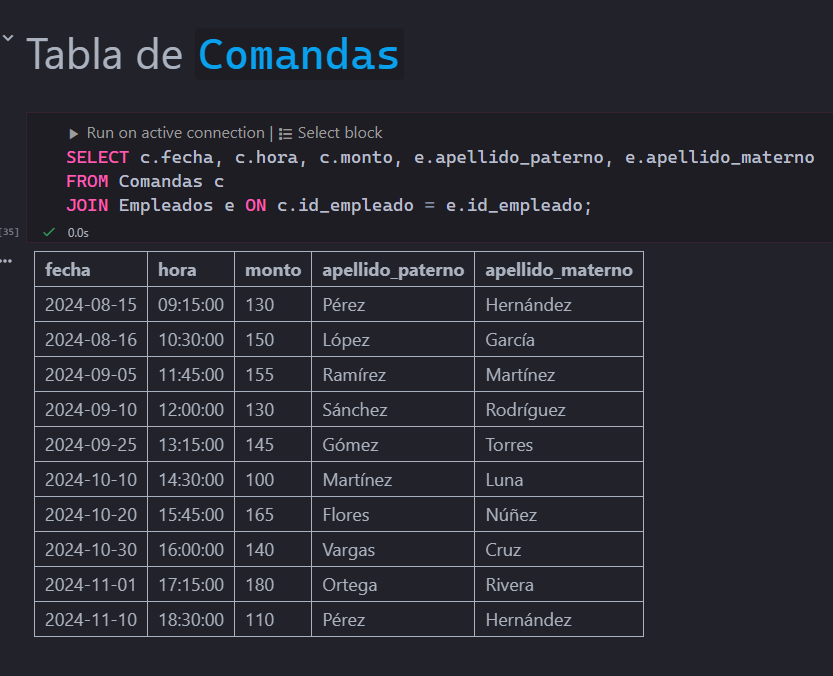 Tabla de Comandas
Run on active connection | Select block
SELECT c.fecha, c.hora, c.monto, e.apellido_paterno, e.apellido_materno
FROM Comandas c
JOIN Empleados e ON c.id_empleado = e.id_empleado;
[35] 0.0s
fecha hora monto apellido_paterno apellido_materno
2024-08-15 09:15:00 130 Pérez Hernández
2024-08-16 10:30:00 150 López García
2024-09-05 11:45:00 155 Ramírez Martínez
2024-09-10 12:00:00 130 Sánchez Rodríguez
2024-09-25 13:15:00 145 Gómez Torres
2024-10-10 14:30:00 100 Martínez Luna
2024-10-20 15:45:00 165 Flores Núñez
2024-10-30 16:00:00 140 Vargas Cruz
2024-11-01 17:15:00 180 Ortega Rivera
2024-11-10 18:30:00 110 Pérez Hernández